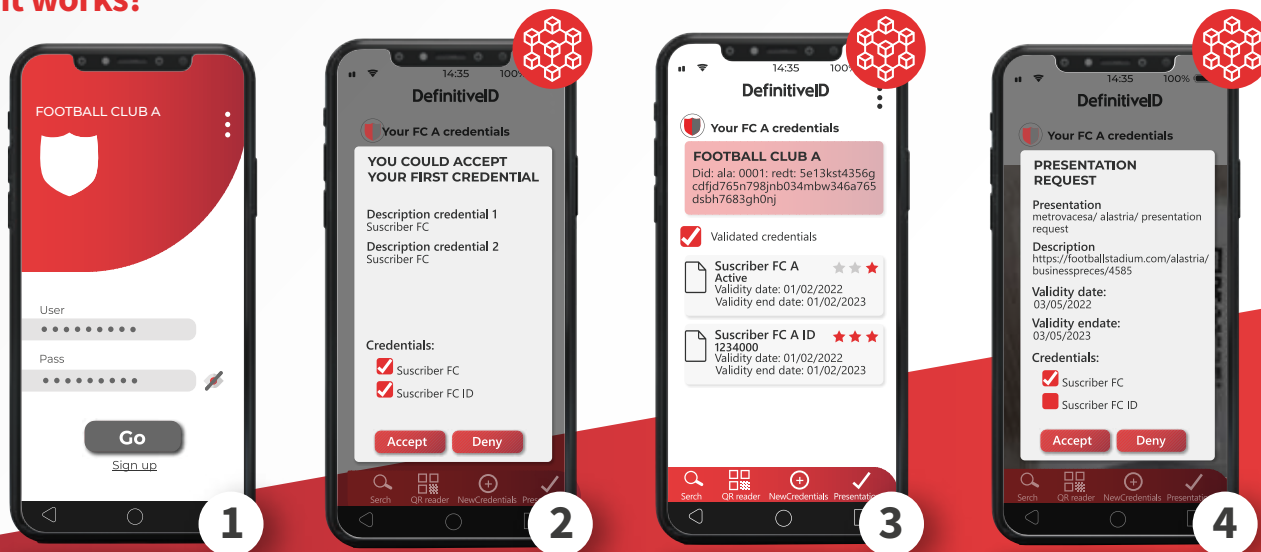 it works?
FOOTBALL CLUB A
User
Pass
Go
Sign up
1
14:35 100%
DefinitiveID
Your FC A credentials
YOU COULD ACCEPT
YOUR FIRST CREDENTIAL
Description credential 1
Suscriber FC
Description credential 2
Suscriber FC
Credentials:
Suscriber FC
Suscriber FC ID
Accept Deny
Serch QR reader NewCredentials
2
14:35 100
DefinitiveID
Your FC A credentials
FOOTBALL CLUB A
Did: ala: 0001: redt: 5e13kst4356g
cdfjd765n798jnb034mbw346a765
dsbh7683gh0nj
Validated credentials
Suscriber FC A
Active
Validity date: 01/02/2022
Validity end date: 01/02/2023
Suscriber FC A ID
1234000
Validity date: 01/02/2022
Validity end date: 01/02/2023
Serch QR reader NewCredentials Presentatio
3
14:35 100%
DefinitiveID
Your FC A credentials
PRESENTATION
REQUEST
Presentation
metrovacesa/ alastria/ presentation
request
Description
https://footballstadium.com/alastria/
businesspreces/4585
Validity date:
03/05/2022
Validity endate:
03/05/2023
Credentials:
Suscriber FC
Suscriber FC ID
Accept Deny
Serch QR reader NewCredentials Presentatio
4